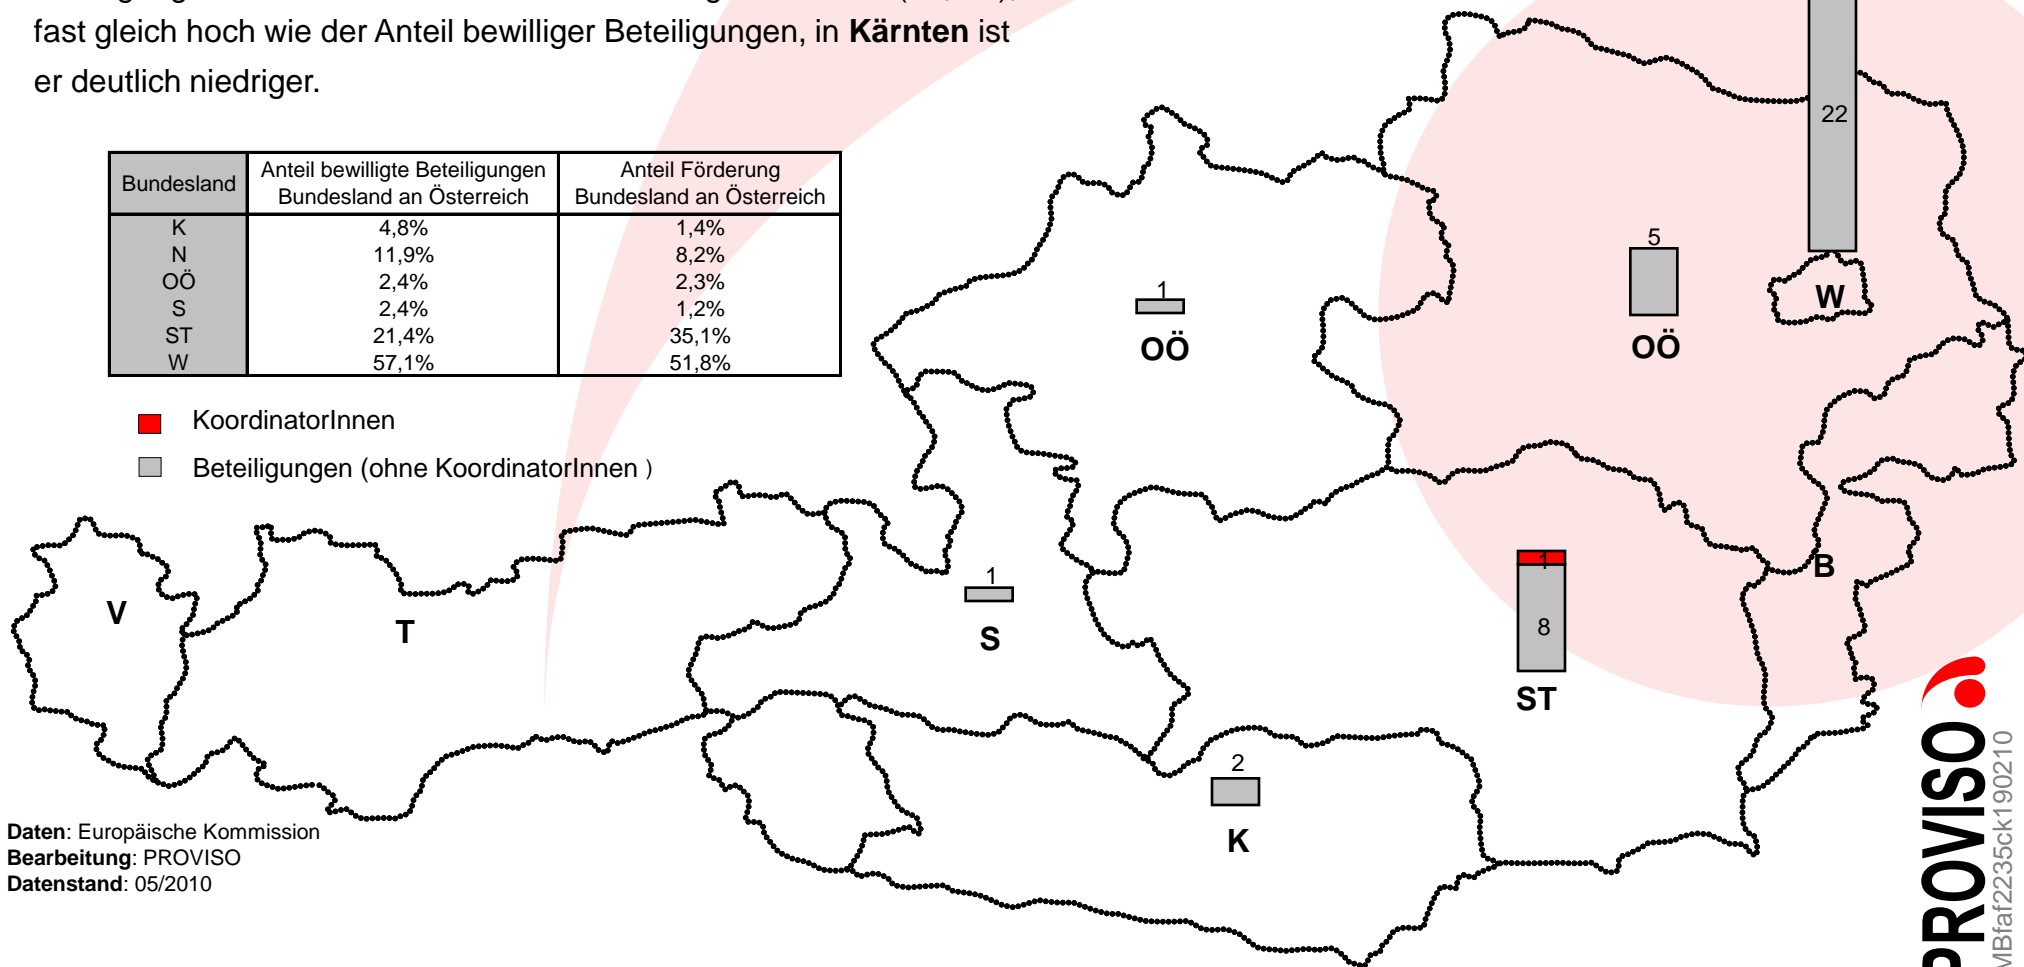 fast gleich hoch wie der Anteil bewilliger Beteiligungen, in Kärnten ist
er deutlich niedriger.
Bundesland Anteil bewilligte Beteiligungen Bundesland an Österreich Anteil Förderung Bundesland an Österreich
K 4,8% 1,4%
N 11,9% 8,2%
OÖ 2,4% 2,3%
S 2,4% 1,2%
ST 21,4% 35,1%
W 57,1% 51,8%
KoordinatorInnen
Beteiligungen (ohne KoordinatorInnen )
22
5
OÖ
W
1
OÖ
1
8
ST
B
1
S
V
T
2
K
Daten: Europäische Kommission
Bearbeitung: PROVISO
Datenstand: 05/2010
PROVISO
MBfaf2235ck190210